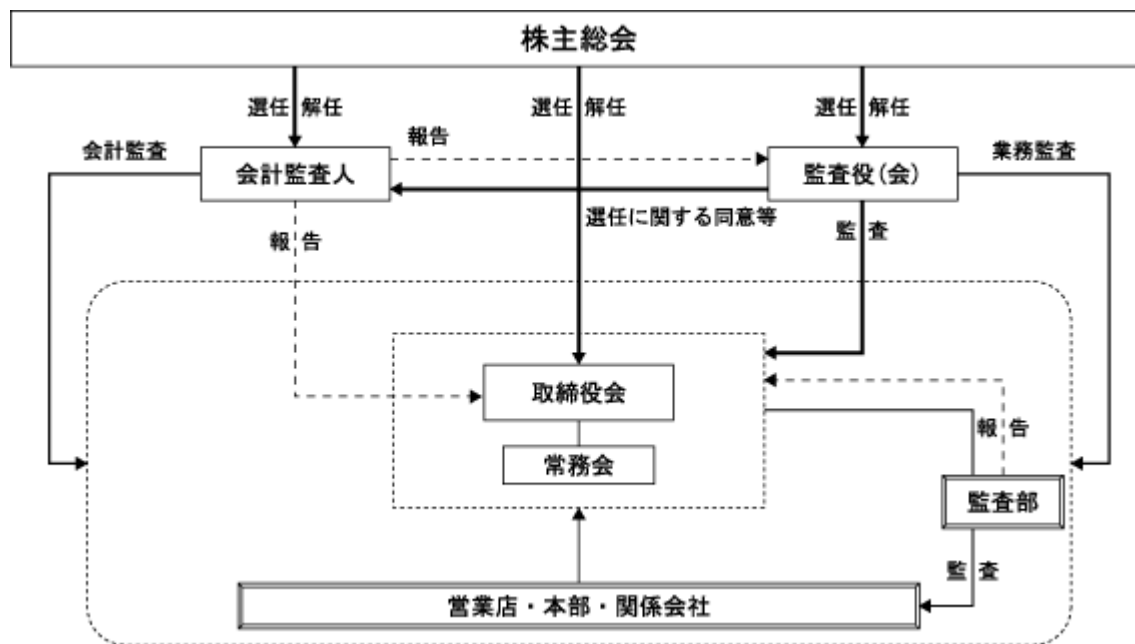 株主総会
選任 解任
選任 解任
選任 解任
会計監査
報告
業務監査
会計監査人
監査役(会)
選任に関する同意等
報告
監査
取締役会
報告
常務会
監査部
監査
営業店・本部・関係会社